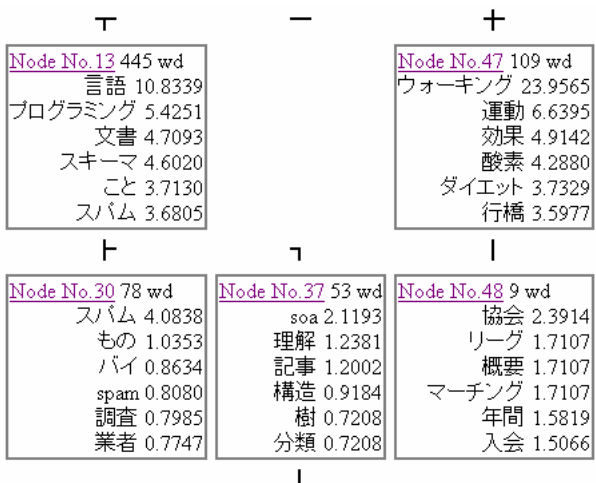 Node No.13 445 wd
言語 10.8339
プログラミング 5.4251
文書 4.7093
スキーマ 4.6020
こと 3.7130
スパム 3.6805
Node No.47 109 wd
ウォーキング 23.9565
運動 6.6395
効果 4.9142
酸素 4.2880
ダイエット 3.7329
行橋 3.5977
Node No.30 78 wd
スパム 4.0838
もの 1.0353
バイ 0.8634
spam 0.8080
調査 0.7985
業者 0.7747
Node No.37 53 wd
soa 2.1193
理解 1.2381
記事 1.2002
構造 0.9184
樹 0.7208
分類 0.7208
Node No.48 9 wd
協会 2.3914
リーグ 1.7107
概要 1.7107
マーチング 1.7107
年間 1.5819
入会 1.5066